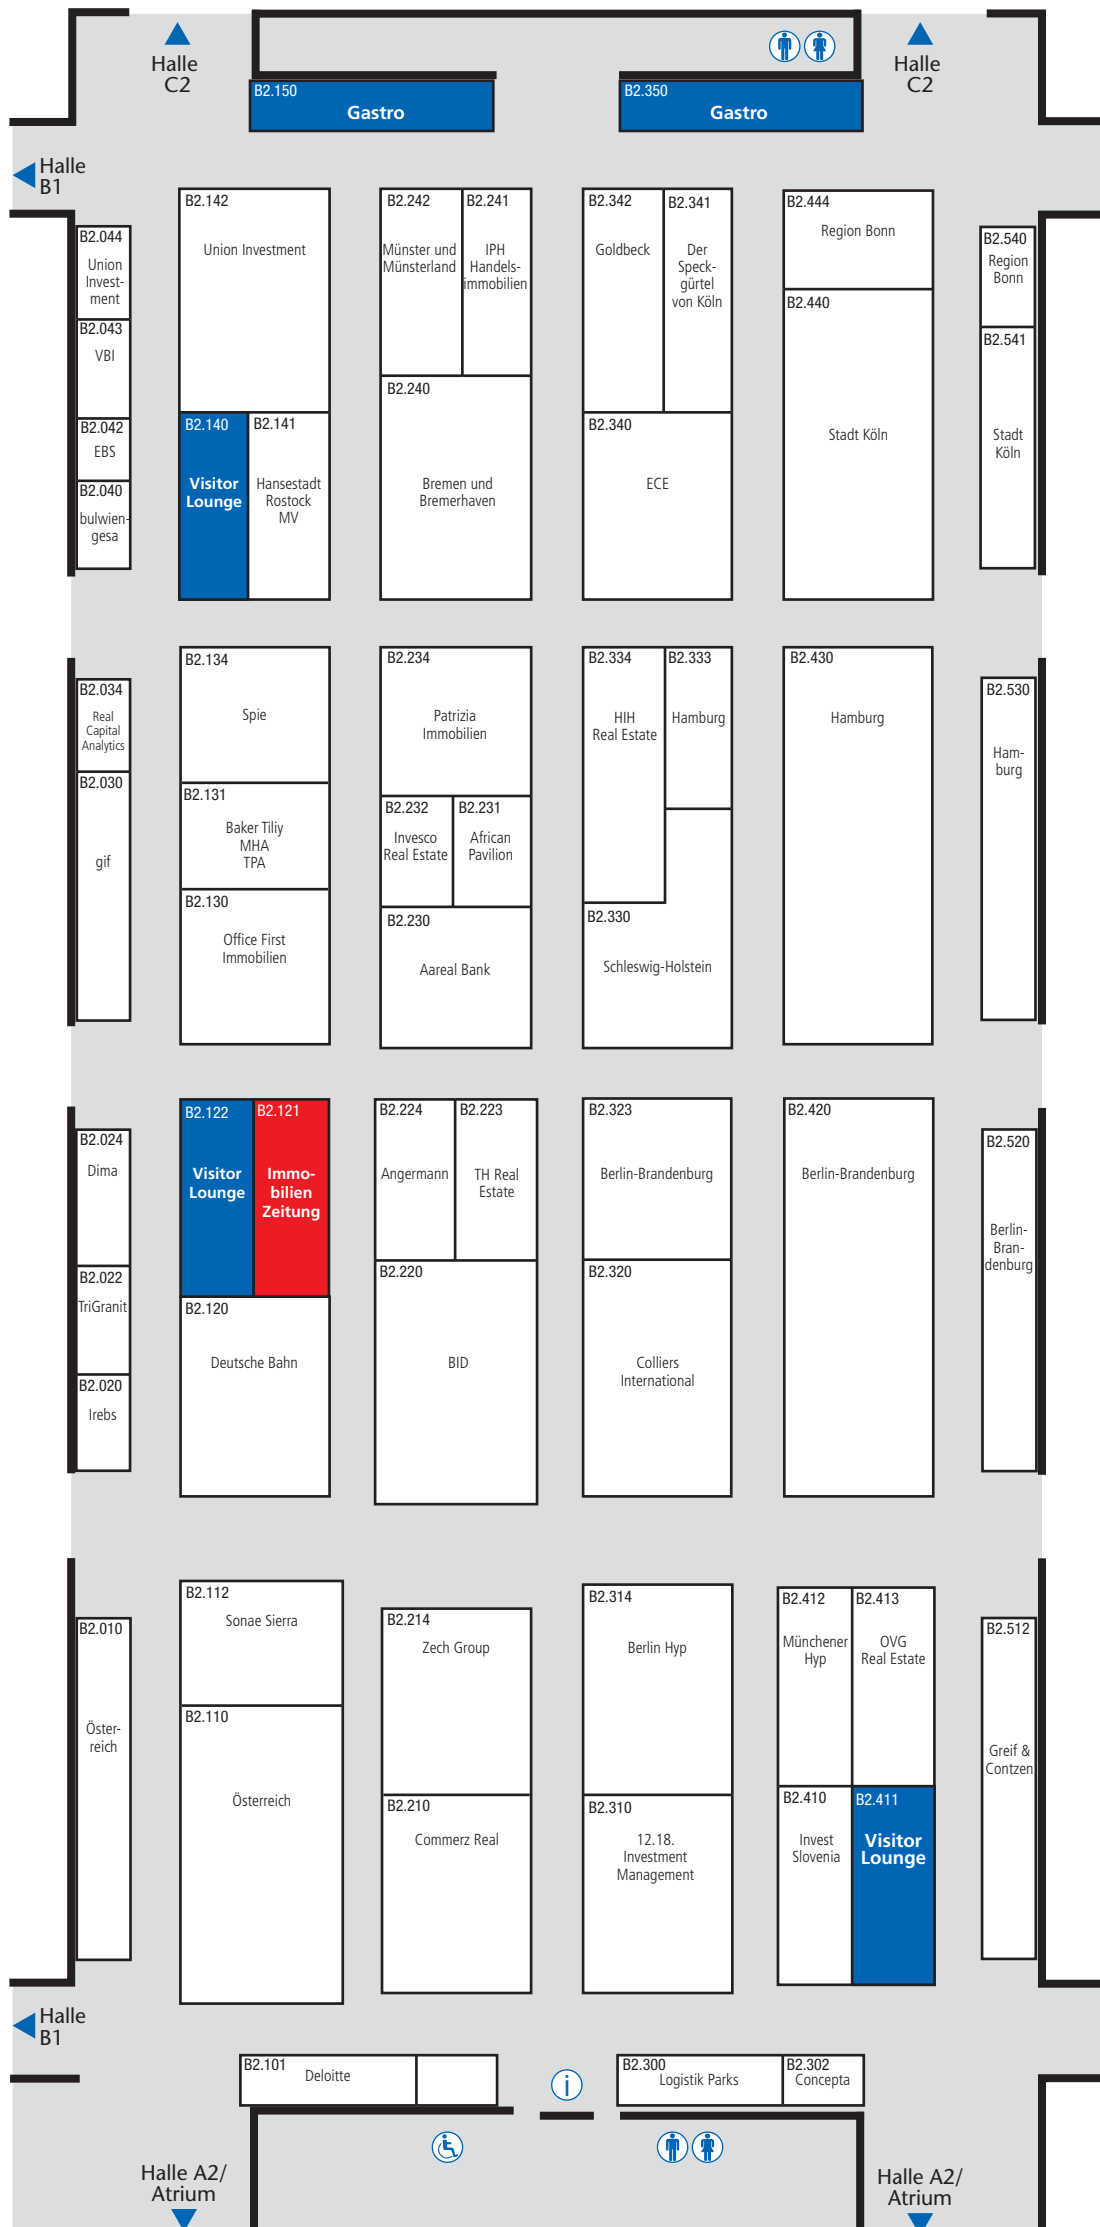 Halle
C2
Halle
C2
B2.150
Gastro
B2.350
Gastro
Halle
B1
B2.044
Union
Invest-
ment
B2.043
VBI
B2.042
EBS
B2.040
bulwien-
gesa
B2.142
Union Investment
B2.140
Visitor
Lounge
B2.141
Hansestadt
Rostock
MV
B2.242
Münster und
Münsterland
B2.241
IPH
Handels-
immobilien
B2.240
Bremen und
Bremerhaven
B2.342
Goldbeck
B2.341
Der
Speck-
gürtel
von Köln
B2.340
ECE
B2.444
Region Bonn
B2.440
Stadt Köln
B2.540
Region
Bonn
B2.541
Stadt
Köln
B2.034
Real
Capital
Analytics
B2.030
gif
B2.134
Spie
B2.131
Baker Tiliy
MHA
TPA
B2.130
Office First
Immobilien
B2.234
Patrizia
Immobilien
B2.232
Invesco
Real Estate
B2.231
African
Pavilion
B2.230
Aareal Bank
B2.334
HIH
Real Estate
B2.333
Hamburg
B2.330
Schleswig-Holstein
B2.430
Hamburg
B2.530
Ham-
burg
B2.024
Dima
B2.022
TriGranit
B2.020
Irebs
B2.122
Visitor
Lounge
B2.121
Immo-
bilien
Zeitung
B2.120
Deutsche Bahn
B2.224
Angermann
B2.223
TH Real
Estate
B2.220
BID
B2.323
Berlin-Brandenburg
B2.320
Colliers
International
B2.420
Berlin-Brandenburg
B2.520
Berlin-
Bran-
denburg
B2.010
Öster-
reich
B2.112
Sonae Sierra
B2.110
Österreich
B2.214
Zech Group
B2.210
Commerz Real
B2.314
Berlin Hyp
B2.310
12.18.
Investment
Management
B2.412
Münchener
Hyp
B2.413
OVG
Real Estate
B2.410
Invest
Slovenia
B2.411
Visitor
Lounge
B2.512
Greif &
Contzen
Halle
B1
B2.101
Deloitte
i
B2.300
Logistik Parks
B2.302
Concepta
Halle A2/
Atrium
Halle A2/
Atrium